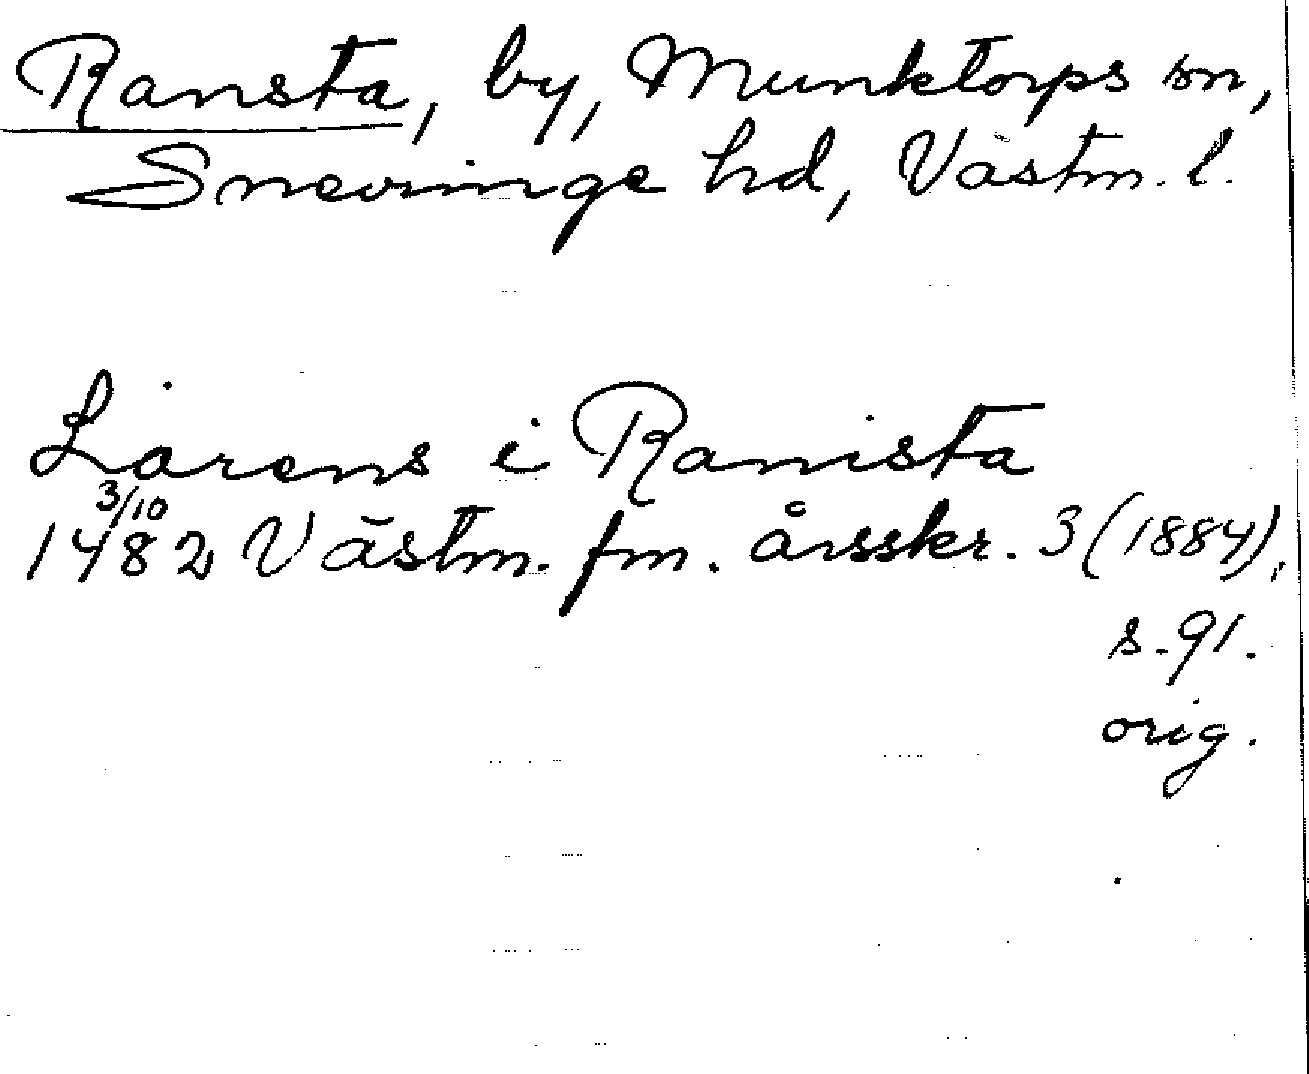 Ransta, by, Munktorps sn,
Snevringe hd, Västm. l.
Larens i Ranista
3/10
1482 Västm. fm. årsskr. 3 (1884),
s. 91.
orig.